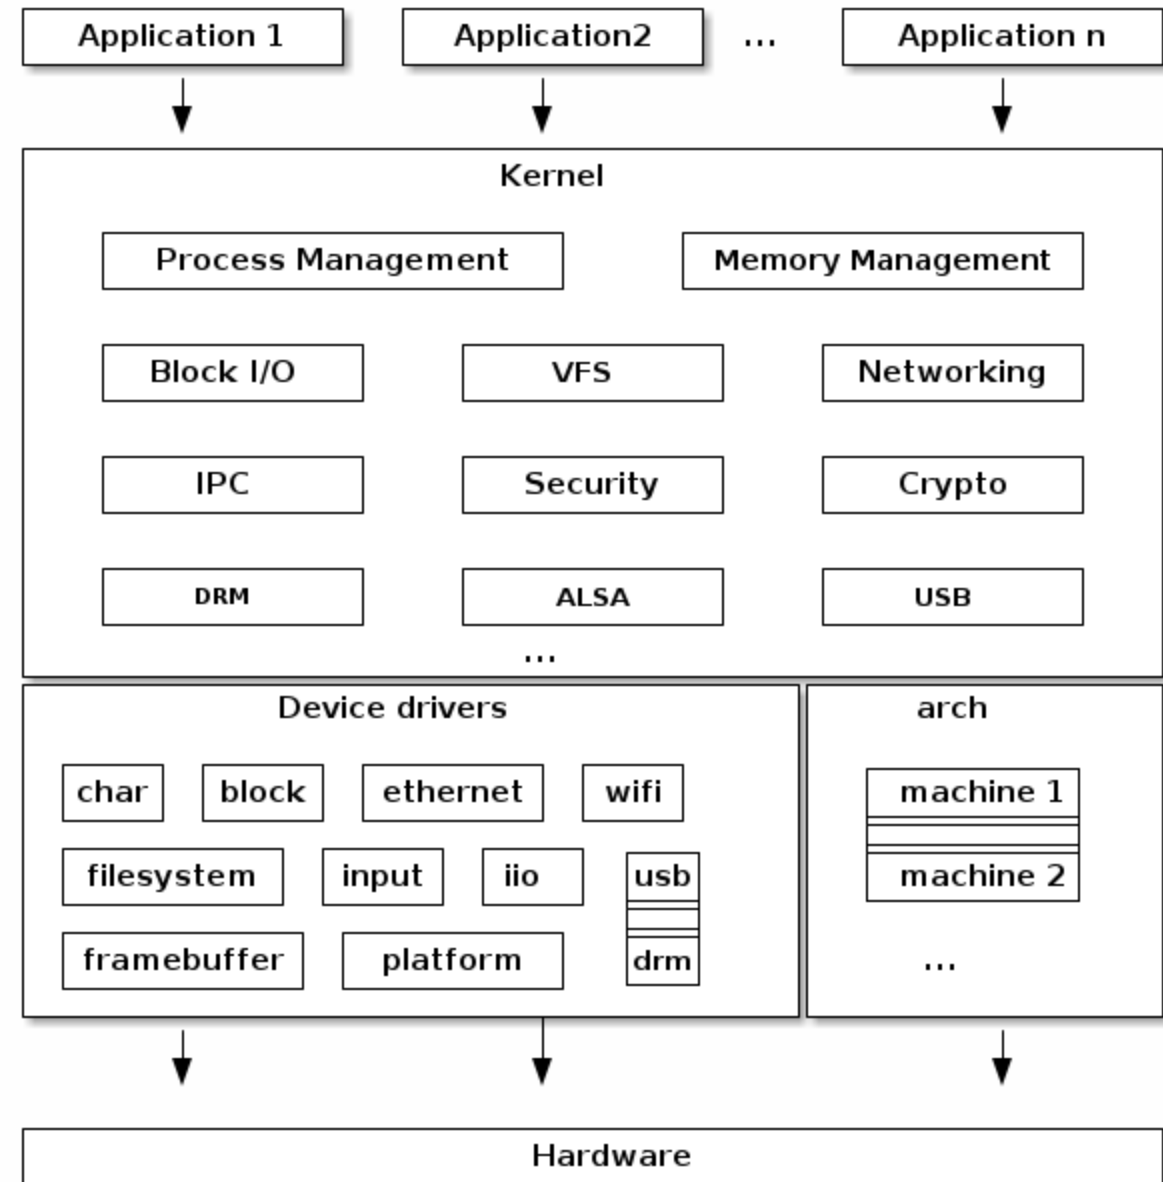 Application 1
Application2
...
Application n
Kernel
Process Management
Memory Management
Block I/O
VFS
Networking
IPC
Security
Crypto
DRM
ALSA
USB
...
Device drivers
char
block
ethernet
wifi
filesystem
input
iio
usb
framebuffer
platform
drm
arch
machine 1
machine 2
...
Hardware